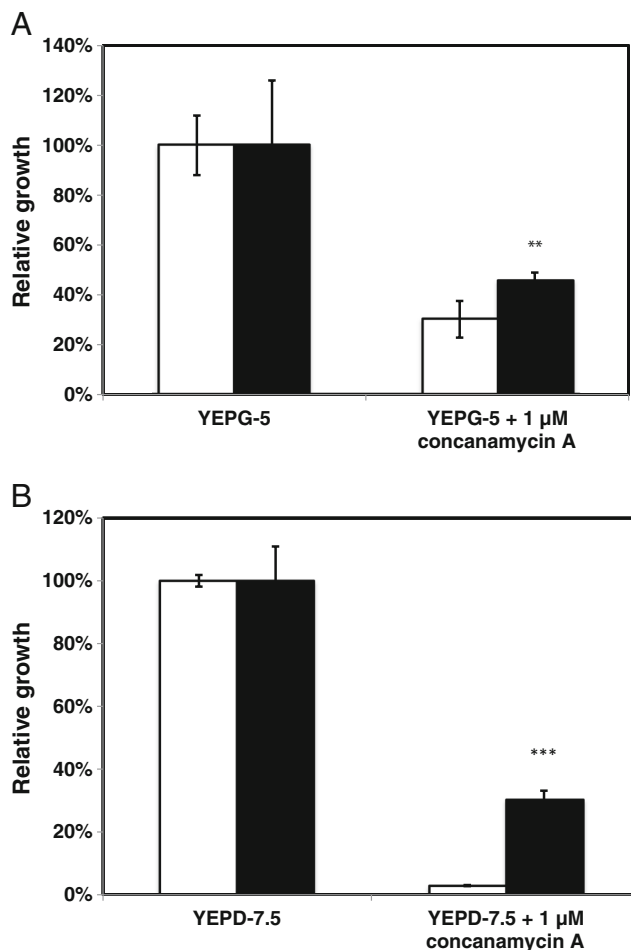 A
140%
120%
100%
80%
60%
40%
20%
0%
Relative growth
**
YEPG-5
YEPG-5 + 1 µM
concanamycin A
B
120%
100%
80%
60%
40%
20%
0%
Relative growth
***
YEPD-7.5
YEPD-7.5 + 1 µM
concanamycin A